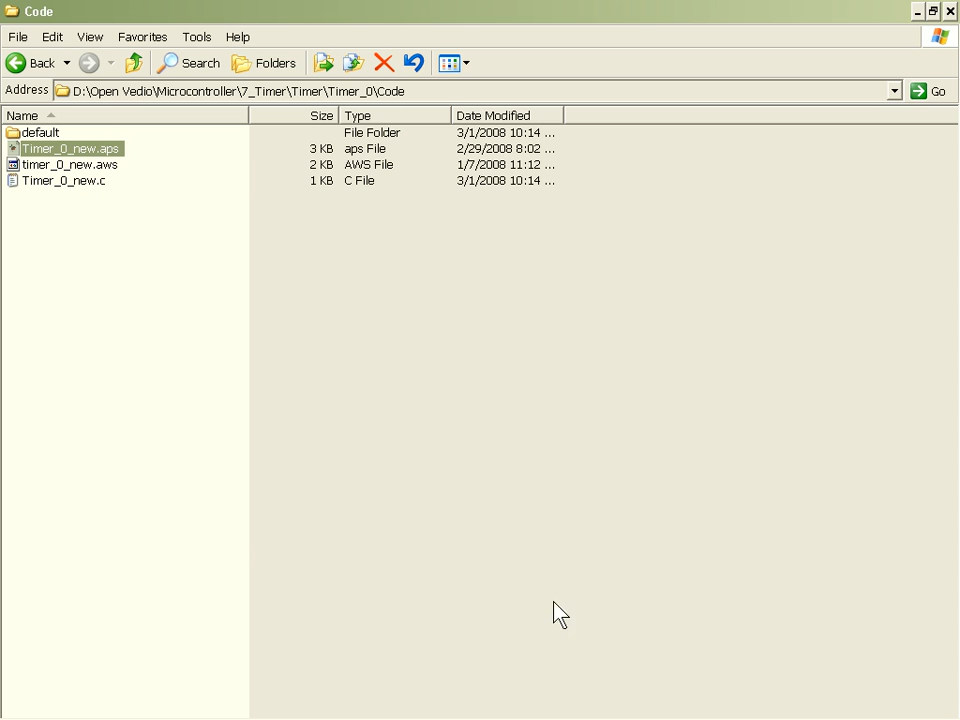 Code
File Edit View Favorites Tools Help
Back Search Folders
Address D:\Open Vedio\Microcontroller\7_Timer\Timer\Timer_0\Code Go
Name Size Type Date Modified
default File Folder 3/1/2008 10:14 ...
Timer_0_new.aps 3 KB aps File 2/29/2008 8:02 ...
timer_0_new.aws 2 KB AWS File 1/7/2008 11:12 ...
Timer_0_new.c 1 KB C File 3/1/2008 10:14 ...